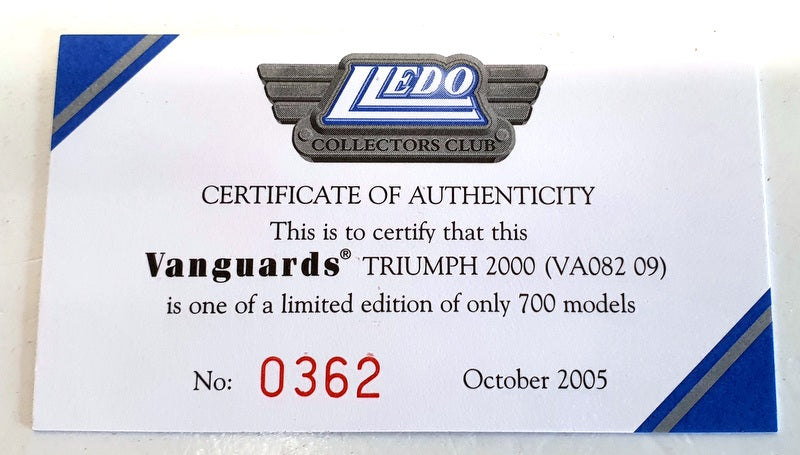 LLEDO
COLLECTORS CLUB
CERTIFICATE OF AUTHENTICITY
This is to certify that this
Vanguards® TRIUMPH 2000 (VA082 09)
is one of a limited edition of only 700 models
No: 0362 October 2005